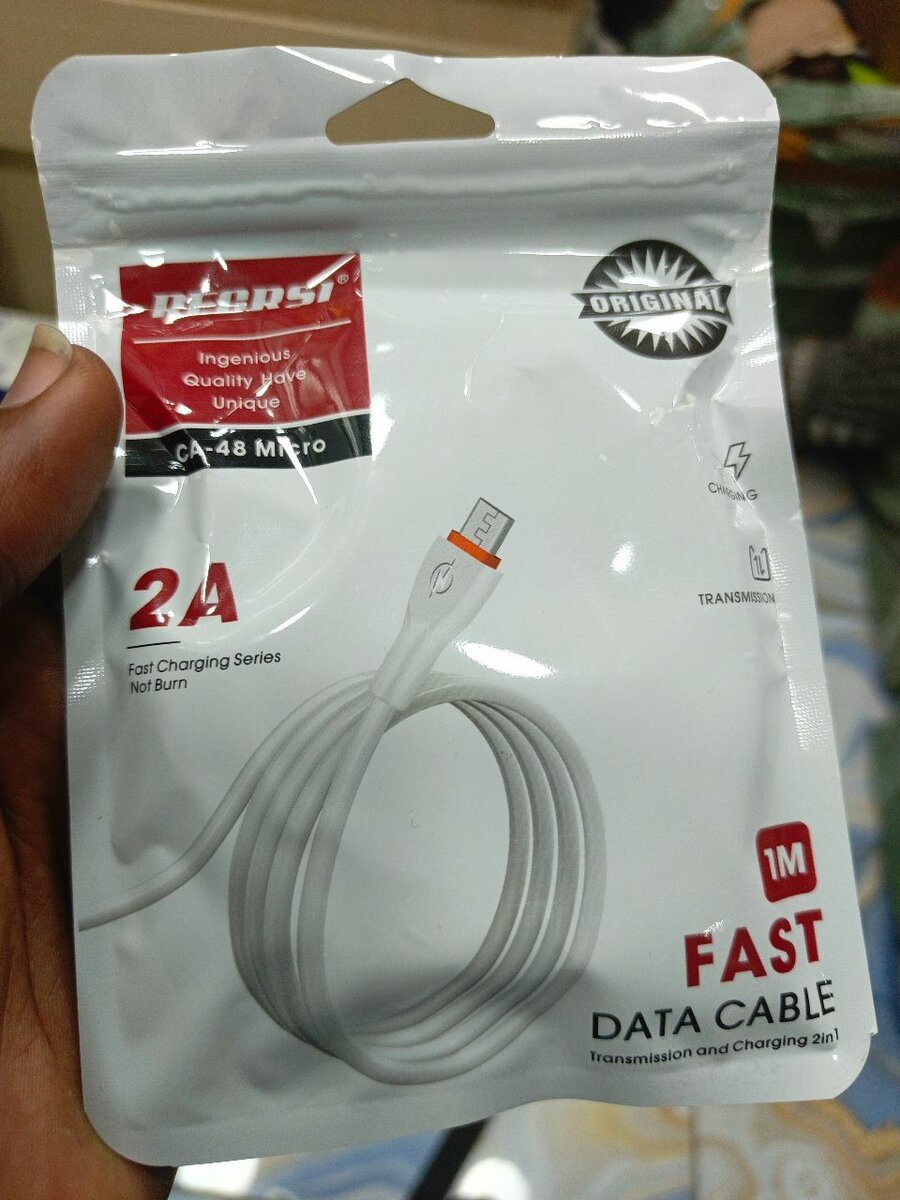 ORIGINAL
Ingenious
Quality Have
Unique
CA-48 Micro
CHARGING
2A
TRANSMISSION
Fast Charging Series
Not Burn
1M
FAST
DATA CABLE
Transmission and Charging 2in1